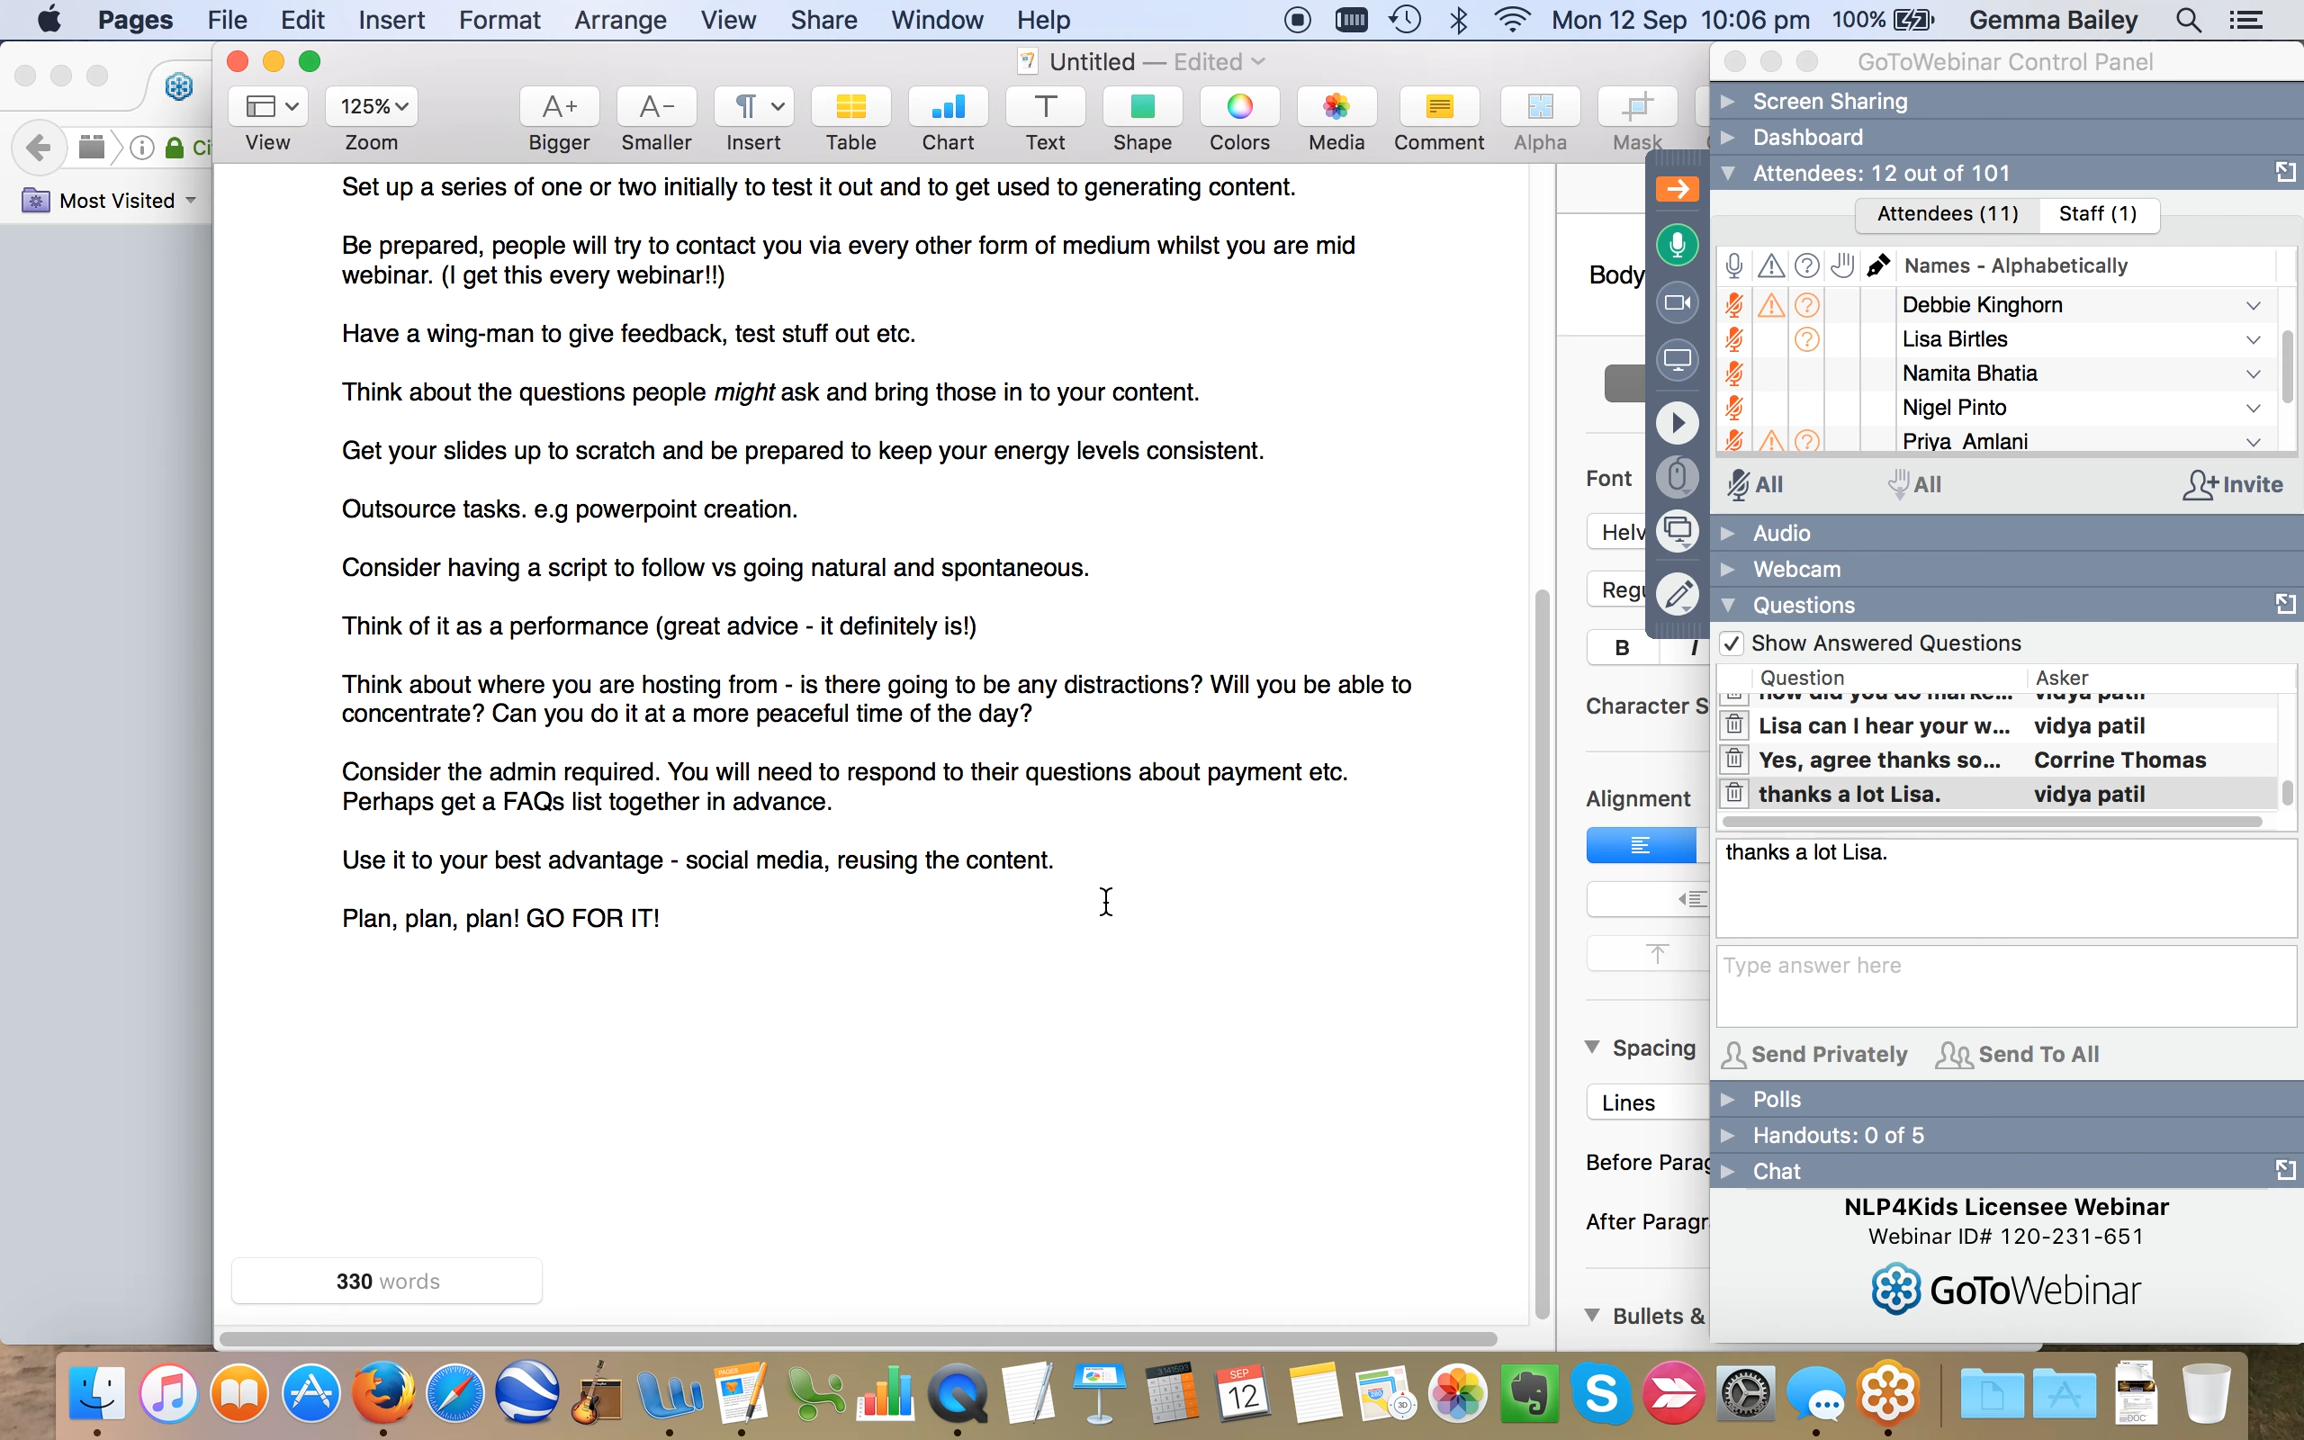 Pages File Edit Insert Format Arrange View Share Window Help Mon 12 Sep 10:06 pm 100% Gemma Bailey
Untitled — Edited
125%
View Zoom Bigger Smaller Insert Table Chart Text Shape Colors Media Comment Alpha Mask
Most Visited
Set up a series of one or two initially to test it out and to get used to generating content.
Be prepared, people will try to contact you via every other form of medium whilst you are mid
webinar. (I get this every webinar!!)
Have a wing-man to give feedback, test stuff out etc.
Think about the questions people might ask and bring those in to your content.
Get your slides up to scratch and be prepared to keep your energy levels consistent.
Outsource tasks. e.g powerpoint creation.
Consider having a script to follow vs going natural and spontaneous.
Think of it as a performance (great advice - it definitely is!)
Think about where you are hosting from - is there going to be any distractions? Will you be able to
concentrate? Can you do it at a more peaceful time of the day?
Consider the admin required. You will need to respond to their questions about payment etc.
Perhaps get a FAQs list together in advance.
Use it to your best advantage - social media, reusing the content.
Plan, plan, plan! GO FOR IT!
330 words
Body
Font
Helv
Regu
B I
Character S
Alignment
Spacing
Lines
Before Parag
After Paragr
Bullets &
GoToWebinar Control Panel
Screen Sharing
Dashboard
Attendees: 12 out of 101
Attendees (11) Staff (1)
Names - Alphabetically
Debbie Kinghorn
Lisa Birtles
Namita Bhatia
Nigel Pinto
Priya Amlani
All All Invite
Audio
Webcam
Questions
Show Answered Questions
Question Asker
how did you do marke... vidya patil
Lisa can I hear your w... vidya patil
Yes, agree thanks so... Corrine Thomas
thanks a lot Lisa. vidya patil
thanks a lot Lisa.
Type answer here
Send Privately Send To All
Polls
Handouts: 0 of 5
Chat
NLP4Kids Licensee Webinar
Webinar ID# 120-231-651
GoToWebinar
SEP
12